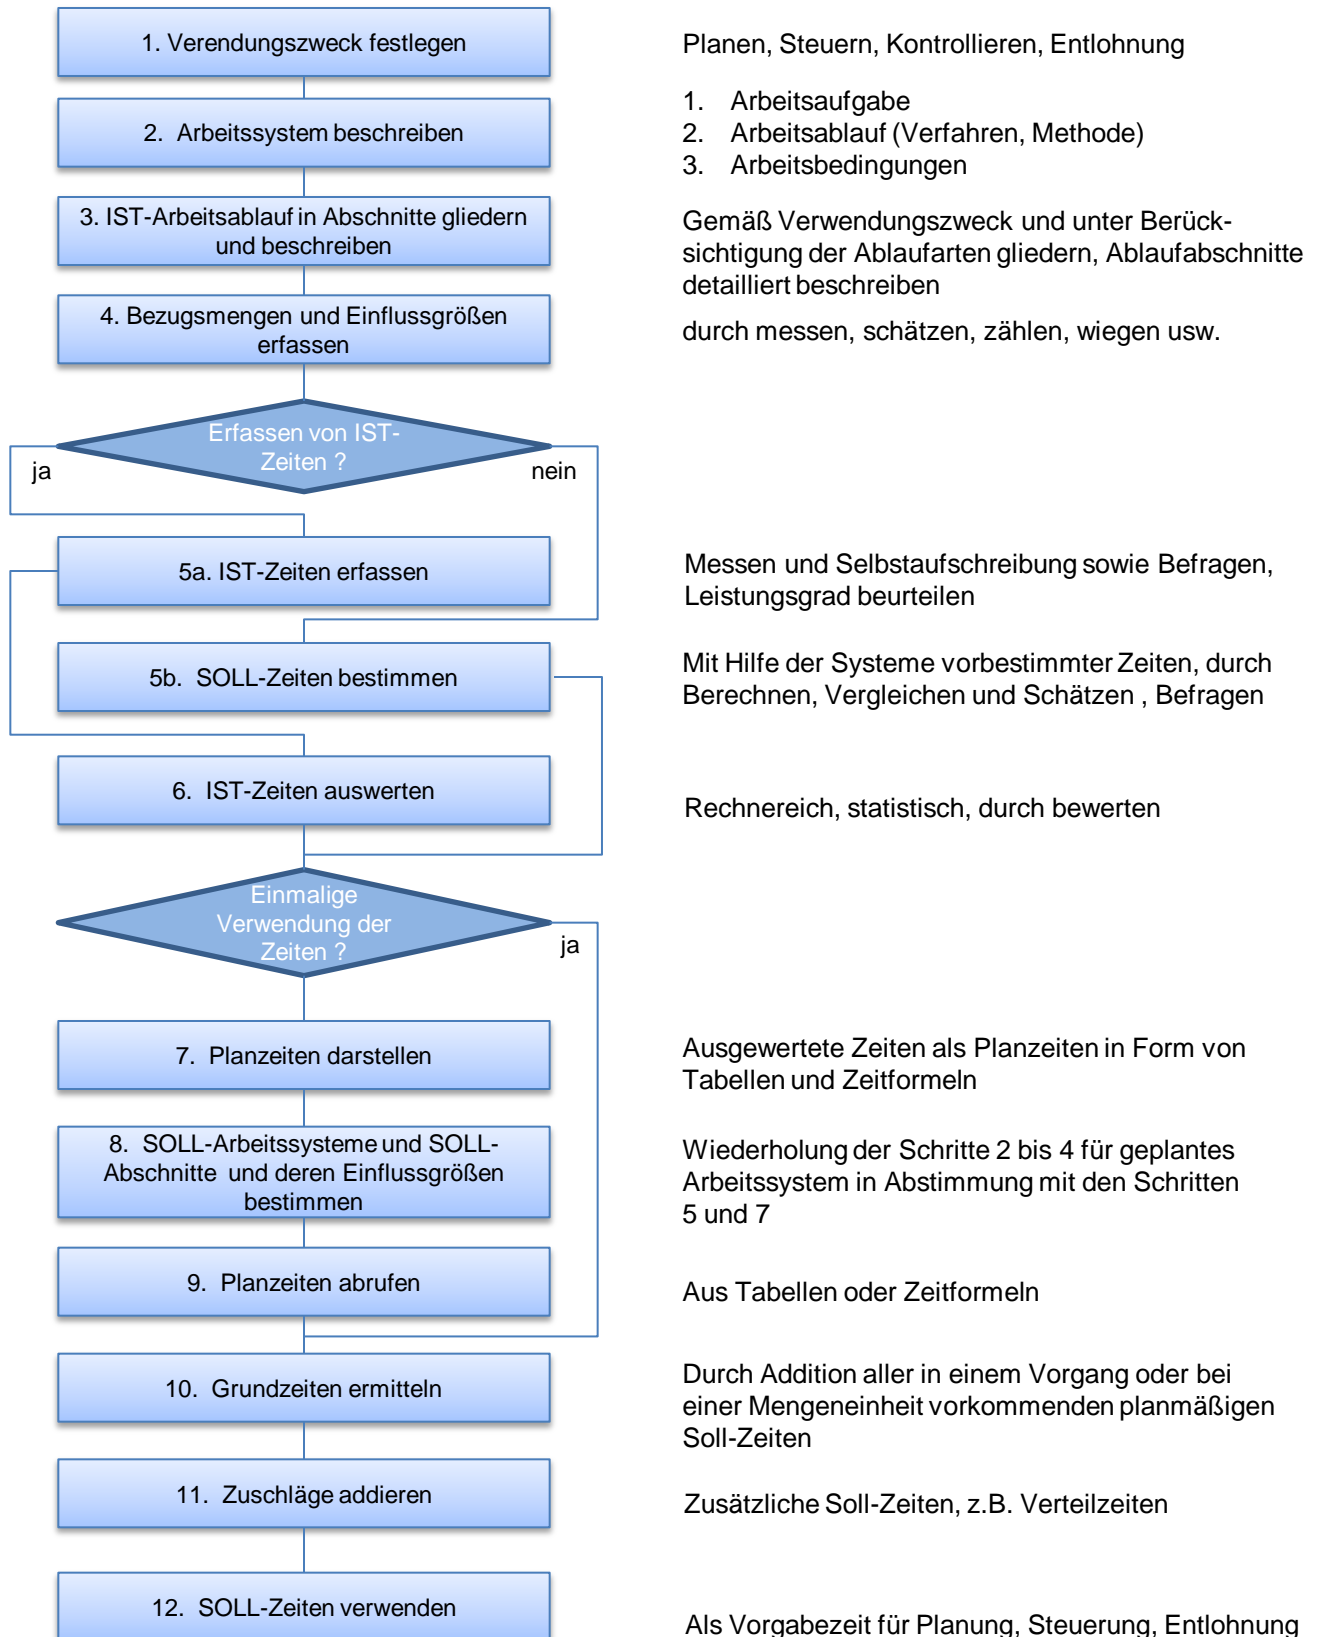 1. Verendungszweck festlegen
Planen, Steuern, Kontrollieren, Entlohnung
2. Arbeitssystem beschreiben
1. Arbeitsaufgabe
2. Arbeitsablauf (Verfahren, Methode)
3. Arbeitsbedingungen
3. IST-Arbeitsablauf in Abschnitte gliedern
und beschreiben
Gemäß Verwendungszweck und unter Berück-
sichtigung der Ablaufarten gliedern, Ablaufabschnitte
detailliert beschreiben
4. Bezugsmengen und Einflussgrößen
erfassen
durch messen, schätzen, zählen, wiegen usw.
Erfassen von IST-
Zeiten ?
ja
nein
5a. IST-Zeiten erfassen
Messen und Selbstaufschreibung sowie Befragen,
Leistungsgrad beurteilen
5b. SOLL-Zeiten bestimmen
Mit Hilfe der Systeme vorbestimmter Zeiten, durch
Berechnen, Vergleichen und Schätzen , Befragen
6. IST-Zeiten auswerten
Rechnereich, statistisch, durch bewerten
Einmalige
Verwendung der
Zeiten ?
ja
7. Planzeiten darstellen
Ausgewertete Zeiten als Planzeiten in Form von
Tabellen und Zeitformeln
8. SOLL-Arbeitssysteme und SOLL-
Abschnitte und deren Einflussgrößen
bestimmen
Wiederholung der Schritte 2 bis 4 für geplantes
Arbeitssystem in Abstimmung mit den Schritten
5 und 7
9. Planzeiten abrufen
Aus Tabellen oder Zeitformeln
10. Grundzeiten ermitteln
Durch Addition aller in einem Vorgang oder bei
einer Mengeneinheit vorkommenden planmäßigen
Soll-Zeiten
11. Zuschläge addieren
Zusätzliche Soll-Zeiten, z.B. Verteilzeiten
12. SOLL-Zeiten verwenden
Als Vorgabezeit für Planung, Steuerung, Entlohnung